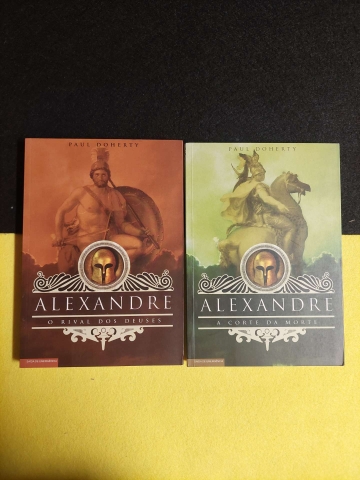 PAUL DOHERTY
ALEXANDRE
O RIVAL DOS DEUSES
PAUL DOHERTY
ALEXANDRE
A CORTE DA MORTE